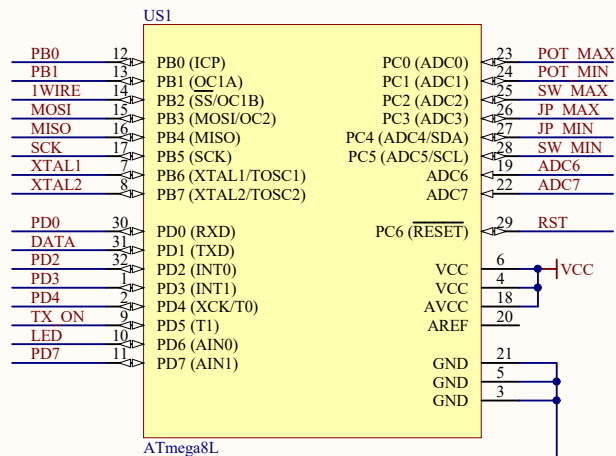 US1
PB0 12 PB0 (ICP) PC0 (ADC0) 23 POT_MAX
PB1 13 PB1 (OC1A) PC1 (ADC1) 24 POT_MIN
1WIRE 14 PB2 (SS/OC1B) PC2 (ADC2) 25 SW_MAX
MOSI 15 PB3 (MOSI/OC2) PC3 (ADC3) 26 JP_MAX
MISO 16 PB4 (MISO) PC4 (ADC4/SDA) 27 JP_MIN
SCK 17 PB5 (SCK) PC5 (ADC5/SCL) 28 SW_MIN
XTAL1 7 PB6 (XTAL1/TOSC1) ADC6 19 ADC6
XTAL2 8 PB7 (XTAL2/TOSC2) ADC7 22 ADC7
PD0 30 PD0 (RXD) PC6 (RESET) 29 RST
DATA 31 PD1 (TXD)
PD2 32 PD2 (INT0) VCC 6 VCC
PD3 1 PD3 (INT1) VCC 4
PD4 2 PD4 (XCK/T0) AVCC 18
TX_ON 9 PD5 (T1) AREF 20
LED 10 PD6 (AIN0)
PD7 11 PD7 (AIN1) GND 21
GND 5
GND 3
ATmega8L